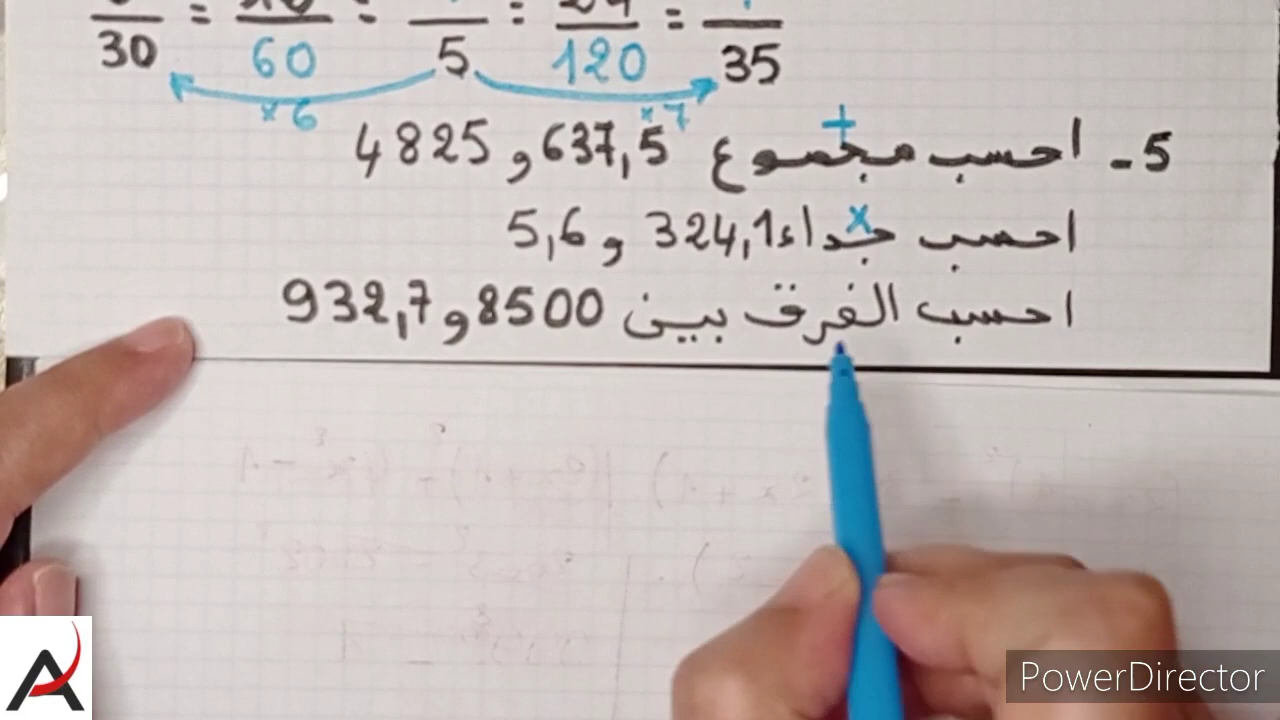 30 = 60 = 5 = 120 = 35
×6 ×7
+
5 - احسب مجموع 637,5 و 4825
×
احسب جداء 324,1 و 5,6
احسب الفرق بين 8500 و 932,7
PowerDirector